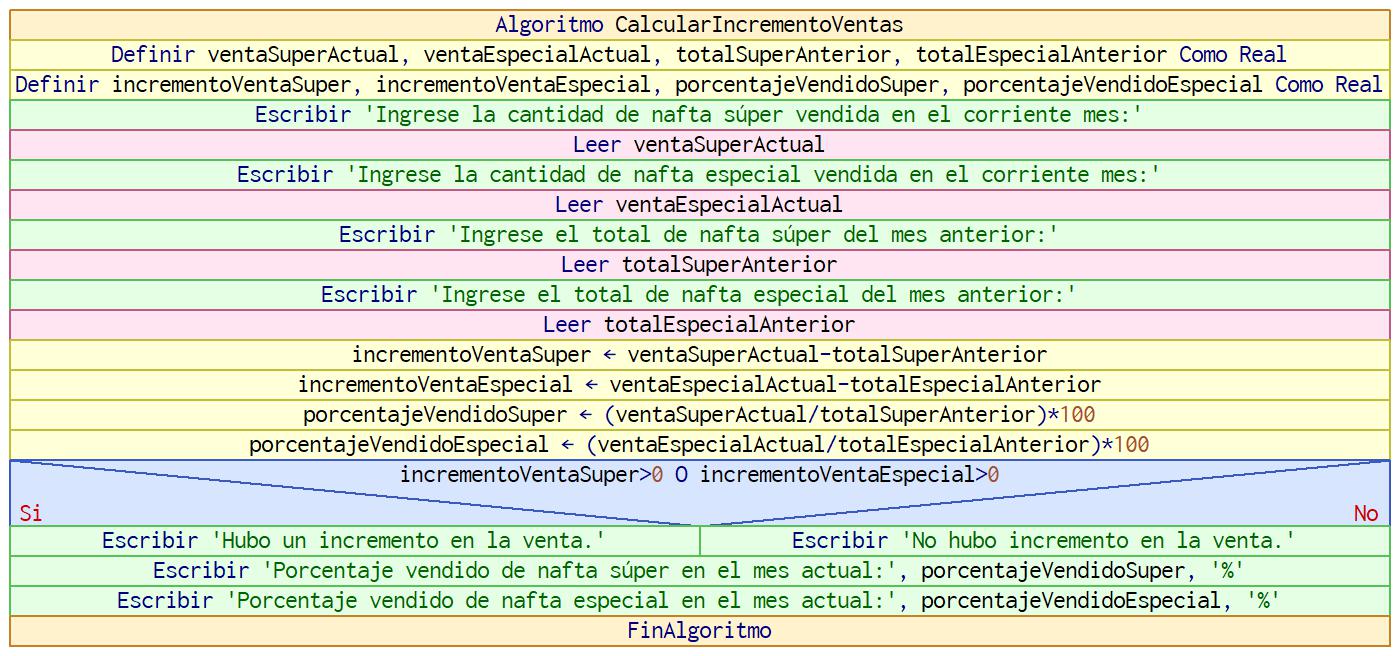 Algoritmo CalcularIncrementoVentas
Definir ventaSuperActual, ventaEspecialActual, totalSuperAnterior, totalEspecialAnterior Como Real
Definir incrementoVentaSuper, incrementoVentaEspecial, porcentajeVendidoSuper, porcentajeVendidoEspecial Como Real
Escribir 'Ingrese la cantidad de nafta súper vendida en el corriente mes:'
Leer ventaSuperActual
Escribir 'Ingrese la cantidad de nafta especial vendida en el corriente mes:'
Leer ventaEspecialActual
Escribir 'Ingrese el total de nafta súper del mes anterior:'
Leer totalSuperAnterior
Escribir 'Ingrese el total de nafta especial del mes anterior:'
Leer totalEspecialAnterior
incrementoVentaSuper ← ventaSuperActual-totalSuperAnterior
incrementoVentaEspecial ← ventaEspecialActual-totalEspecialAnterior
porcentajeVendidoSuper ← (ventaSuperActual/totalSuperAnterior)*100
porcentajeVendidoEspecial ← (ventaEspecialActual/totalEspecialAnterior)*100
incrementoVentaSuper>0 O incrementoVentaEspecial>0
Si
No
Escribir 'Hubo un incremento en la venta.'
Escribir 'No hubo incremento en la venta.'
Escribir 'Porcentaje vendido de nafta súper en el mes actual:', porcentajeVendidoSuper, '%'
Escribir 'Porcentaje vendido de nafta especial en el mes actual:', porcentajeVendidoEspecial, '%'
FinAlgoritmo